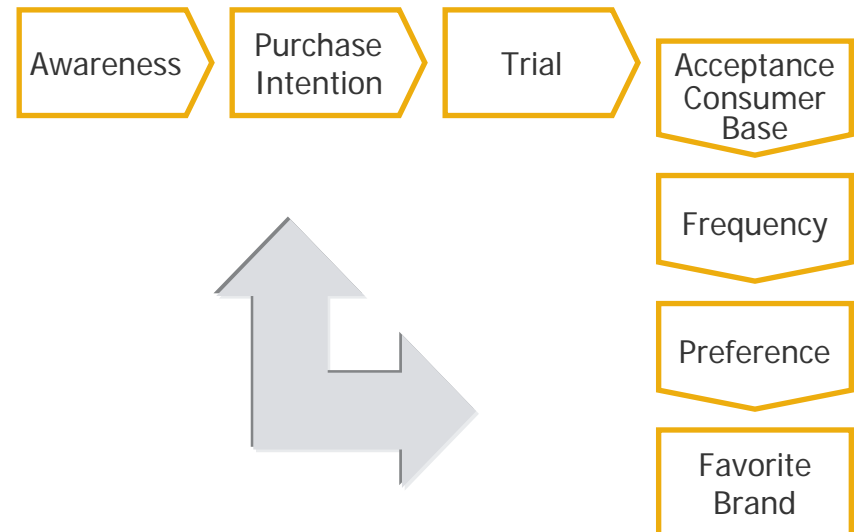 Awareness
Purchase
Intention
Trial
Acceptance
Consumer
Base
Frequency
Preference
Favorite
Brand